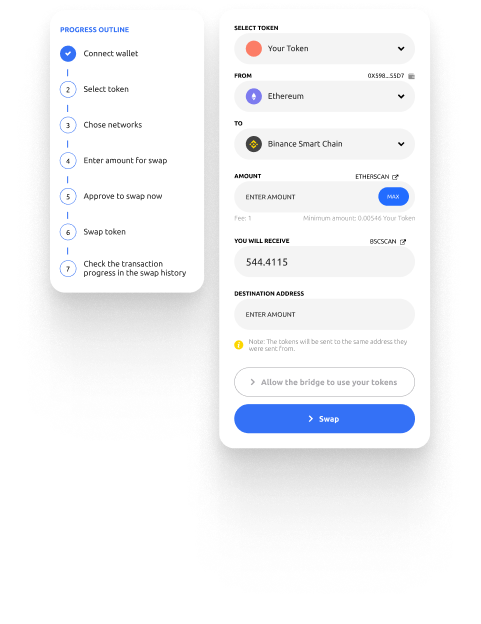 PROGRESS OUTLINE
Connect wallet
2 Select token
3 Chose networks
4 Enter amount for swap
5 Approve to swap now
6 Swap token
7 Check the transaction
progress in the swap history
SELECT TOKEN
Your Token
FROM 0X598...55D7
Ethereum
TO
Binance Smart Chain
AMOUNT ETHERSCAN
ENTER AMOUNT MAX
Fee: 1 Minimum amount: 0.00546 Your Token
YOU WILL RECEIVE BSCSCAN
544.4115
DESTINATION ADDRESS
ENTER AMOUNT
Note: The tokens will be sent to the same address they
were sent from.
Allow the bridge to use your tokens
Swap